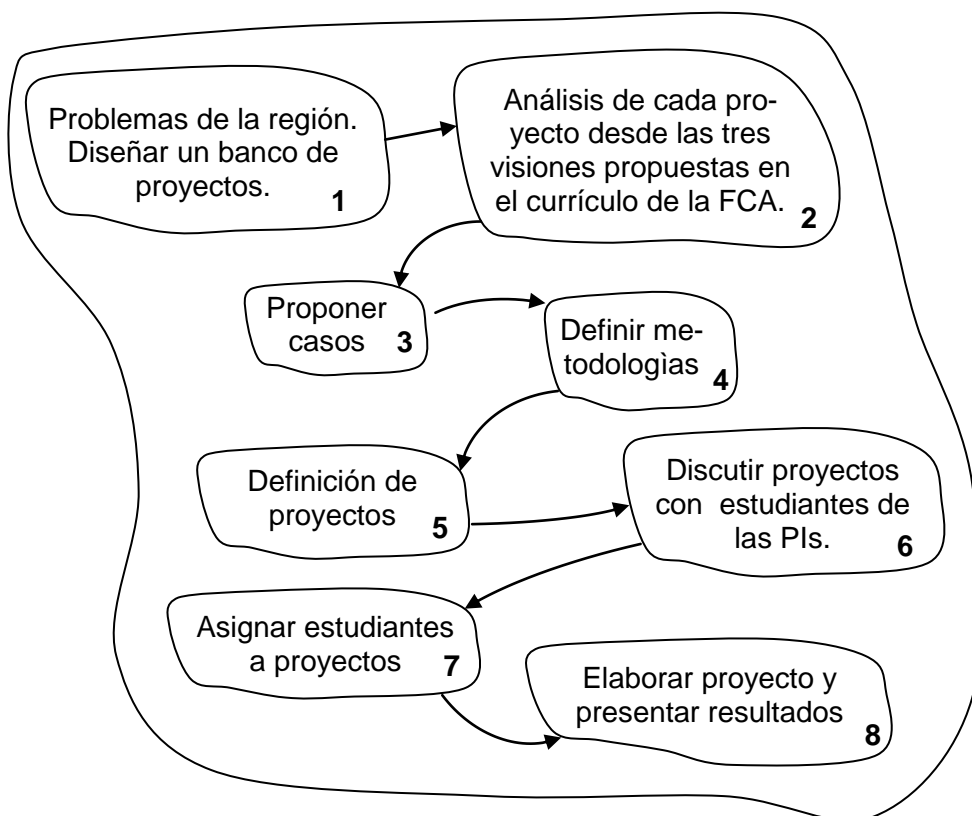 Problemas de la región.
Diseñar un banco de
proyectos.
1
Análisis de cada pro-
yecto desde las tres
visiones propuestas en
el currículo de la FCA.
2
Proponer
casos 3
Definir me-
todologìas
4
Definición de
proyectos
5
Discutir proyectos
con estudiantes de
las PIs.
6
Asignar estudiantes
a proyectos 7
Elaborar proyecto y
presentar resultados
8